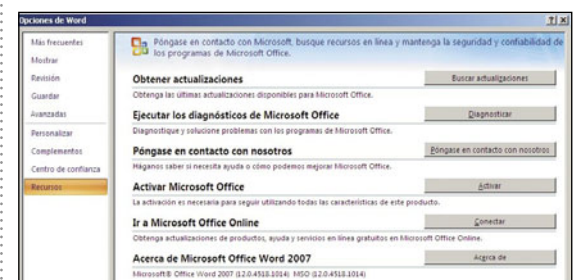 Opciones de Word
Más frecuentes
Mostrar
Revisión
Guardar
Avanzadas
Personalizar
Complementos
Centro de confianza
Recursos
Póngase en contacto con Microsoft, busque recursos en línea y mantenga la seguridad y confiabilidad de
los programas de Microsoft Office.
Obtener actualizaciones
Buscar actualizaciones
Obtenga las últimas actualizaciones disponibles para Microsoft Office.
Ejecutar los diagnósticos de Microsoft Office
Diagnosticar
Diagnostique y solucione problemas con los programas de Microsoft Office.
Póngase en contacto con nosotros
Póngase en contacto con nosotros
Háganos saber si necesita ayuda o cómo podemos mejorar Microsoft Office.
Activar Microsoft Office
Activar
La activación es necesaria para seguir utilizando todas las características de este producto.
Ir a Microsoft Office Online
Conectar
Obtenga actualizaciones de productos, ayuda y servicios en línea gratuitos en Microsoft Office Online.
Acerca de Microsoft Office Word 2007
Acerca de
Microsoft® Office Word 2007 (12.0.4518.1014) MSO (12.0.4518.1014)